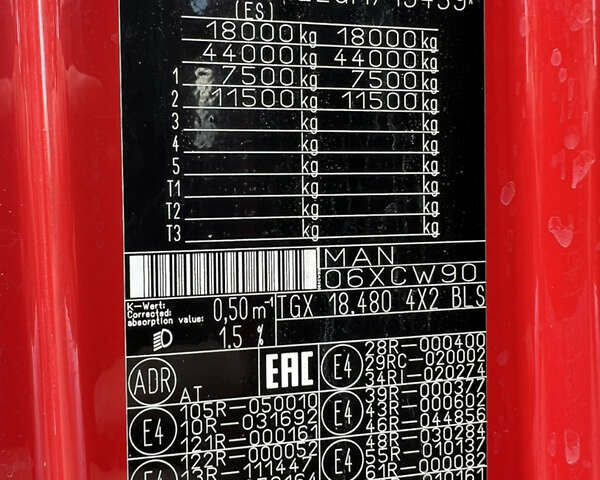 (ES)
18000 kg 18000 kg
44000 kg 44000 kg
1 7500 kg 7500 kg
2 11500 kg 11500 kg
3 kg kg
4 kg kg
5 kg kg
T1 kg kg
T2 kg kg
T3 kg kg
MAN
06XCW90
K-Wert:
Corrected
absorption value:
0,50 m-1
1.5 %
TGX 18.480 4X2 BLS
ADR
AT
EAC
E4
28R-000400
29RC-020002
34RI-020274
E4
105R-050010
10R-031692
121R-000167
E4
39R-000377
43R-000602
46R-044856
E4
122R-000052
13R-111447
E4
48R-030284
55R-010137
61R-000082